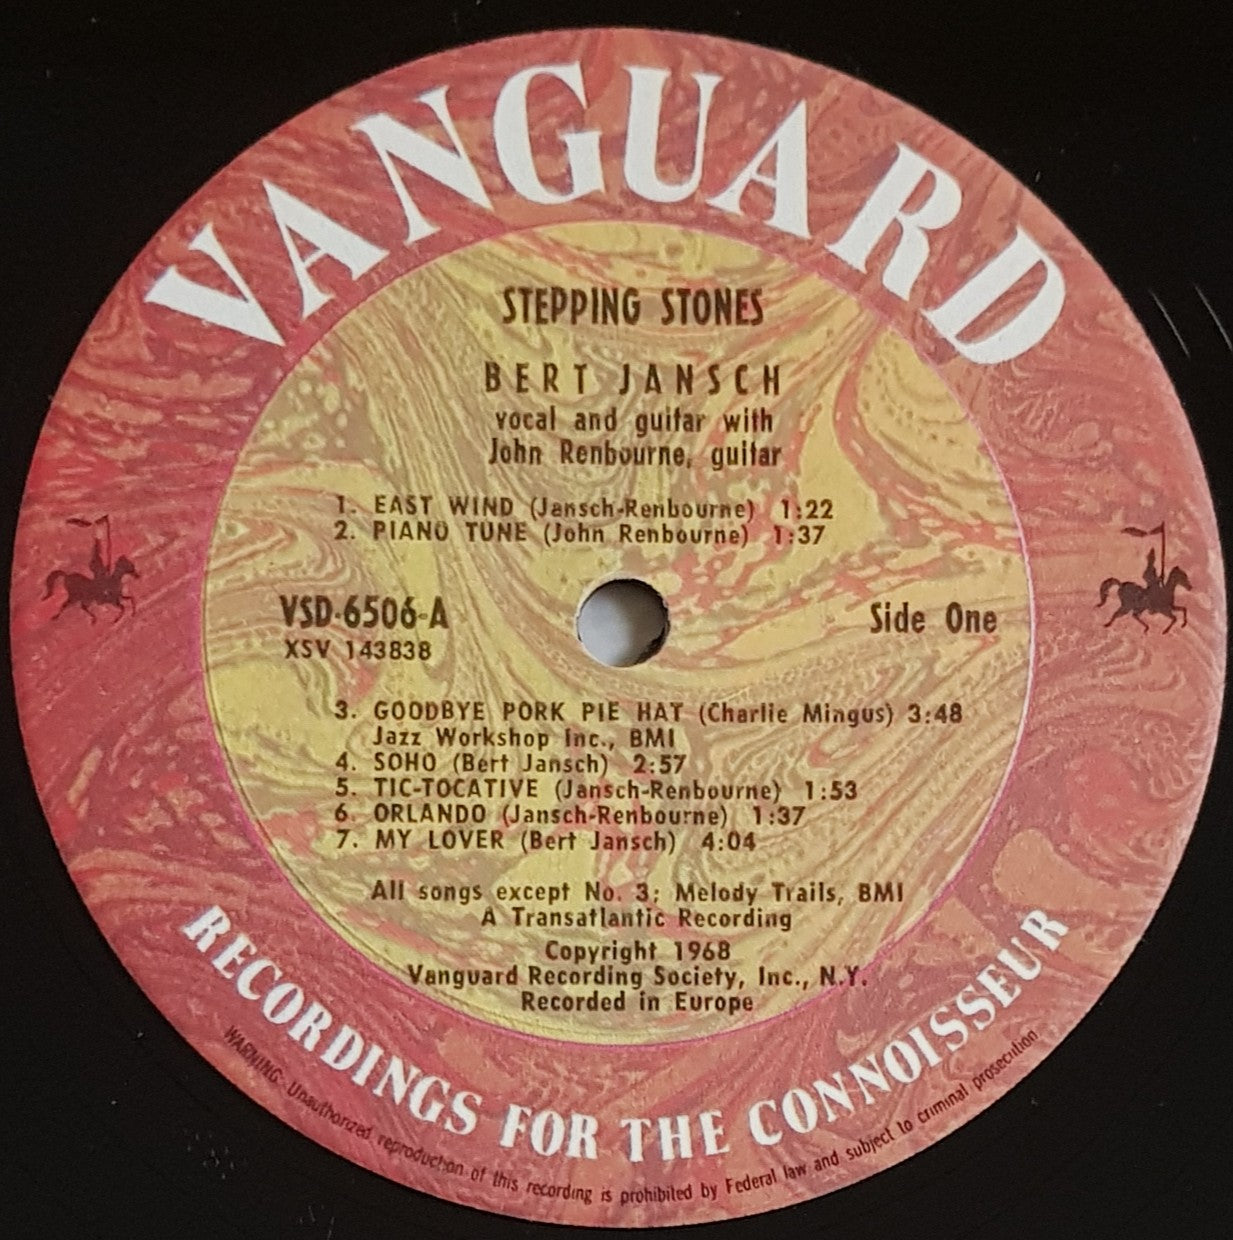 VANGUARD
STEPPING STONES
BERT JANSCH
vocal and guitar with
John Renbourne, guitar
1. EAST WIND (Jansch-Renbourne) 1:22
2. PIANO TUNE (John Renbourne) 1:37
VSD-6506-A
Side One
XSV 143838
3. GOODBYE PORK PIE HAT (Charlie Mingus) 3:48
Jazz Workshop Inc., BMI
4. SOHO (Bert Jansch) 2:57
5. TIC-TOCATIVE (Jansch-Renbourne) 1:53
6. ORLANDO (Jansch-Renbourne) 1:37
7. MY LOVER (Bert Jansch) 4:04
All songs except No. 3: Melody Trails, BMI
A Transatlantic Recording
Copyright 1968
Vanguard Recording Society, Inc., N.Y.
Recorded in Europe
RECORDINGS FOR THE CONNOISSEUR
WARNING: Unauthorized reproduction of this recording is prohibited by Federal law and subject to criminal prosecution